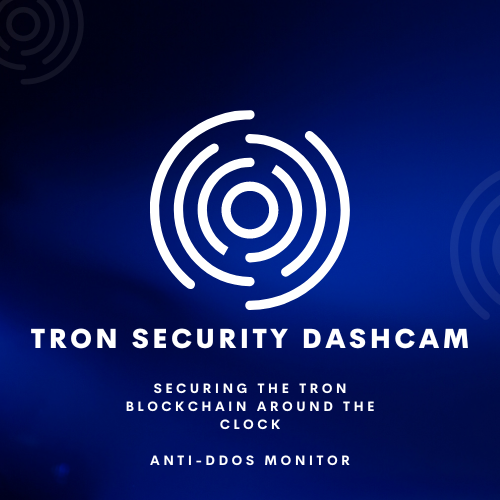 TRON SECURITY DASHCAM
SECURING THE TRON
BLOCKCHAIN AROUND THE
CLOCK
ANTI-DDOS MONITOR